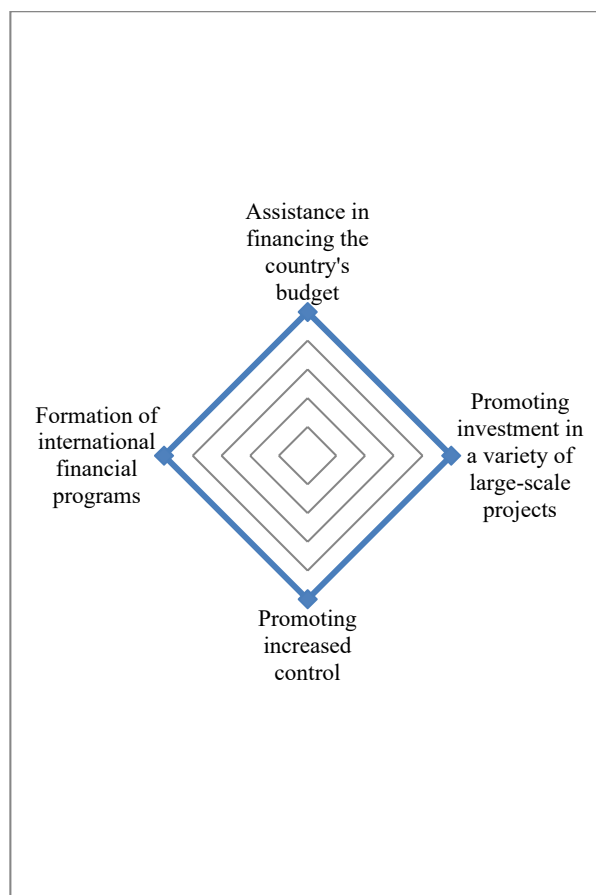 Assistance in
financing the
country's
budget
Promoting
investment in
a variety of
large-scale
projects
Promoting
increased
control
Formation of
international
financial
programs